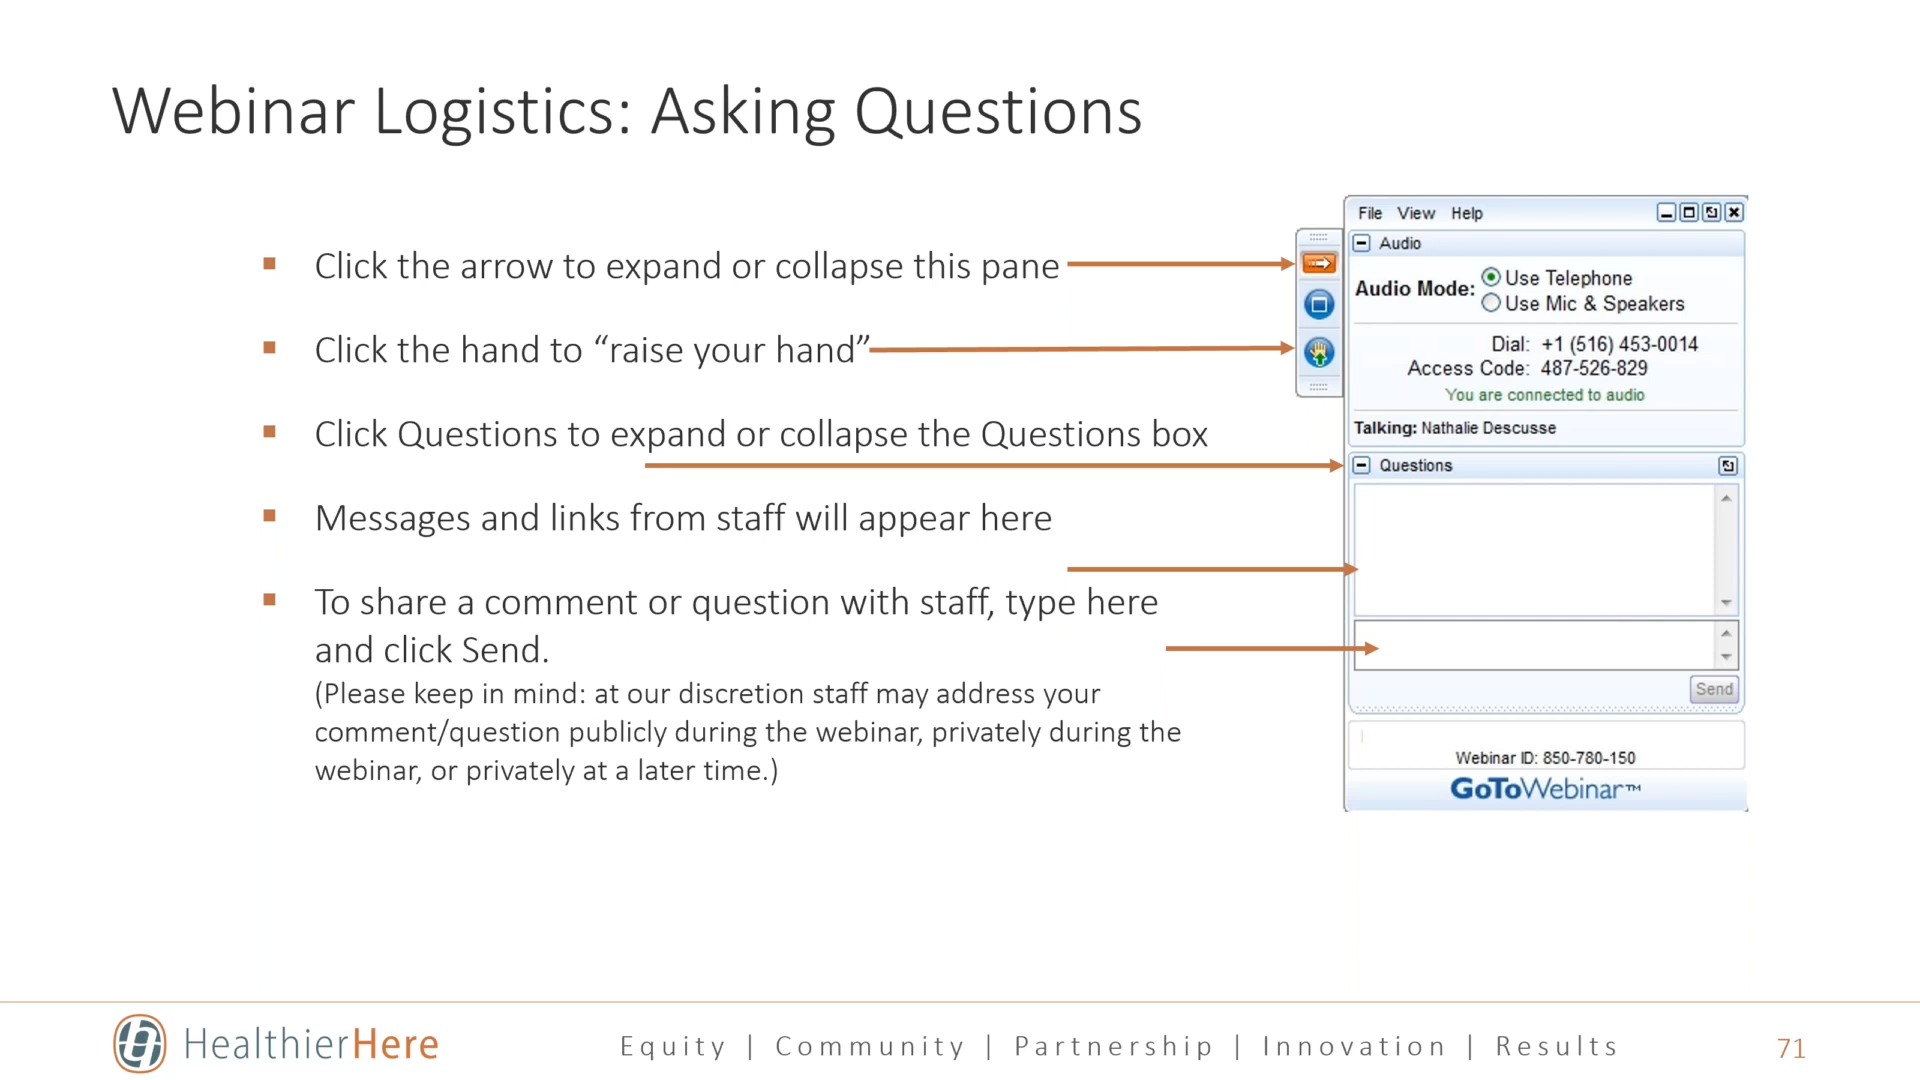 Webinar Logistics: Asking Questions
Click the arrow to expand or collapse this pane
Click the hand to “raise your hand”
Click Questions to expand or collapse the Questions box
Messages and links from staff will appear here
To share a comment or question with staff, type here
and click Send.
(Please keep in mind: at our discretion staff may address your
comment/question publicly during the webinar, privately during the
webinar, or privately at a later time.)
File View Help
Audio
Audio Mode: Use Telephone
Use Mic & Speakers
Dial: +1 (516) 453-0014
Access Code: 487-526-829
You are connected to audio
Talking: Nathalie Descusse
Questions
Send
Webinar ID: 850-780-150
GoToWebinar™
HealthierHere
Equity | Community | Partnership | Innovation | Results
71